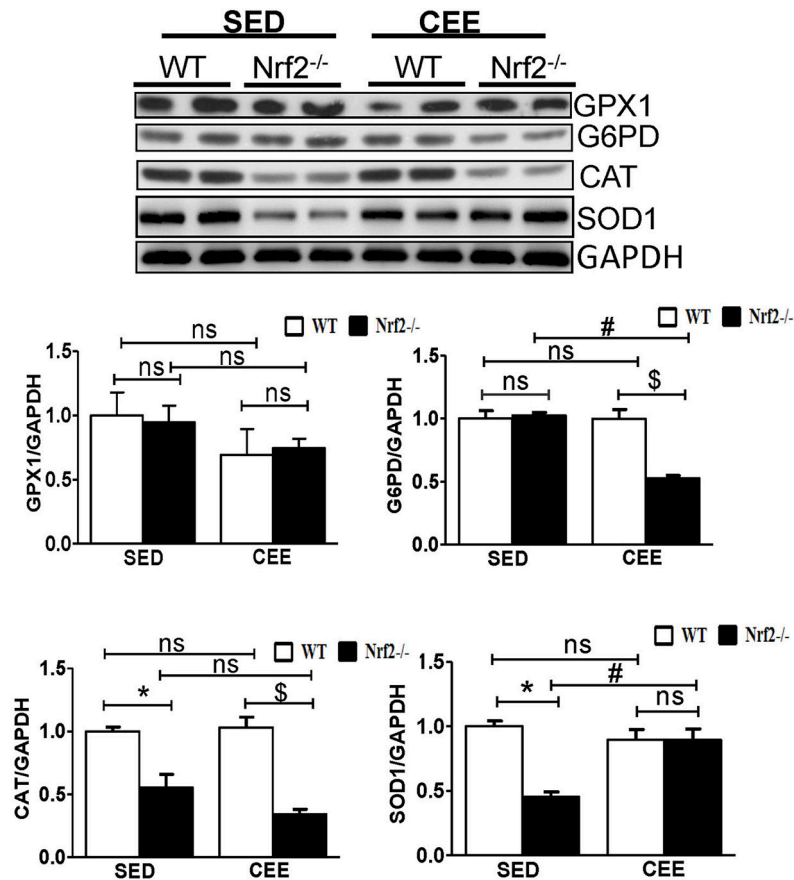 SED CEE
WT Nrf2-/- WT Nrf2-/-
GPX1
G6PD
CAT
SOD1
GAPDH
WT Nrf2-/-
ns
ns
ns
ns
GPX1/GAPDH
1.5
1.0
0.5
0.0
SED CEE
WT Nrf2-/-
#
ns
ns
$
G6PD/GAPDH
1.5
1.0
0.5
0.0
SED CEE
WT Nrf2-/-
ns
ns
*
$
CAT/GAPDH
1.5
1.0
0.5
0.0
SED CEE
WT Nrf2-/-
ns
#
*
ns
SOD1/GAPDH
1.5
1.0
0.5
0.0
SED CEE